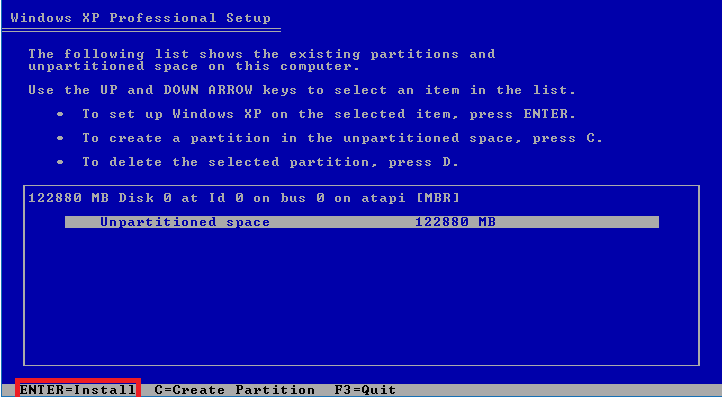 Windows XP Professional Setup
The following list shows the existing partitions and
unpartitioned space on this computer.
Use the UP and DOWN ARROW keys to select an item in the list.
• To set up Windows XP on the selected item, press ENTER.
• To create a partition in the unpartitioned space, press C.
• To delete the selected partition, press D.
122880 MB Disk 0 at Id 0 on bus 0 on atapi [MBR]
Unpartitioned space 122880 MB
ENTER=Install C=Create Partition F3=Quit